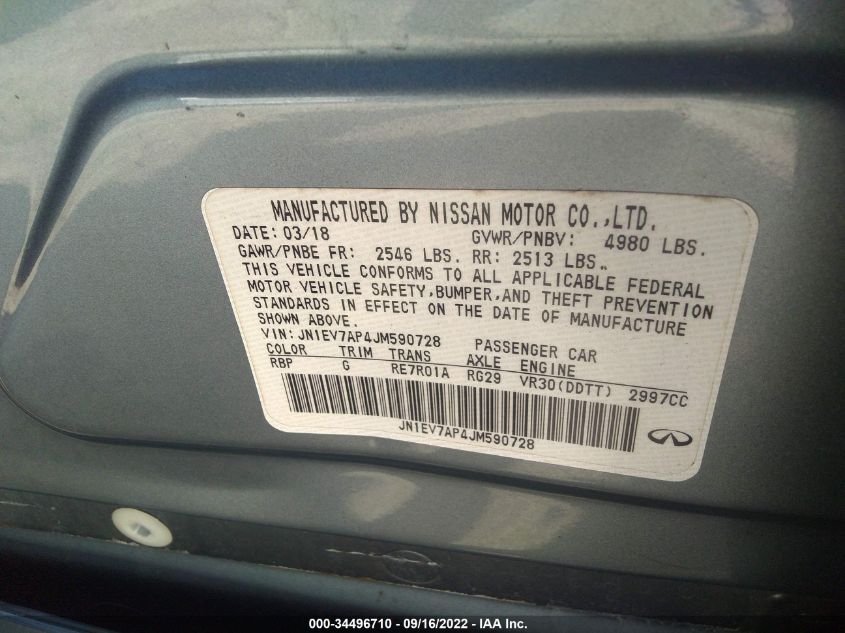 MANUFACTURED BY NISSAN MOTOR CO.,LTD.
DATE: 03/18 GVWR/PNBV: 4980 LBS.
GAWR/PNBE FR: 2546 LBS. RR: 2513 LBS.
THIS VEHICLE CONFORMS TO ALL APPLICABLE FEDERAL
MOTOR VEHICLE SAFETY,BUMPER,AND THEFT PREVENTION
STANDARDS IN EFFECT ON THE DATE OF MANUFACTURE
SHOWN ABOVE.
VIN: JN1EV7AP4JM590728 PASSENGER CAR
COLOR TRIM TRANS AXLE ENGINE
RBP G RE7R01A RG29 VR30(DDTT) 2997CC
JN1EV7AP4JM590728
000-34496710 - 09/16/2022 - IAA Inc.